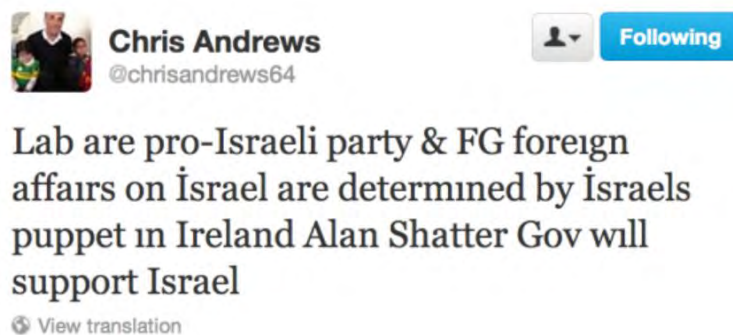 Chris Andrews
@chrisandrews64
Following
Lab are pro-Israeli party & FG foreıgn
affaırs on İsrael are determıned by İsraels
puppet ın Ireland Alan Shatter Gov wıll
support Israel
View translation